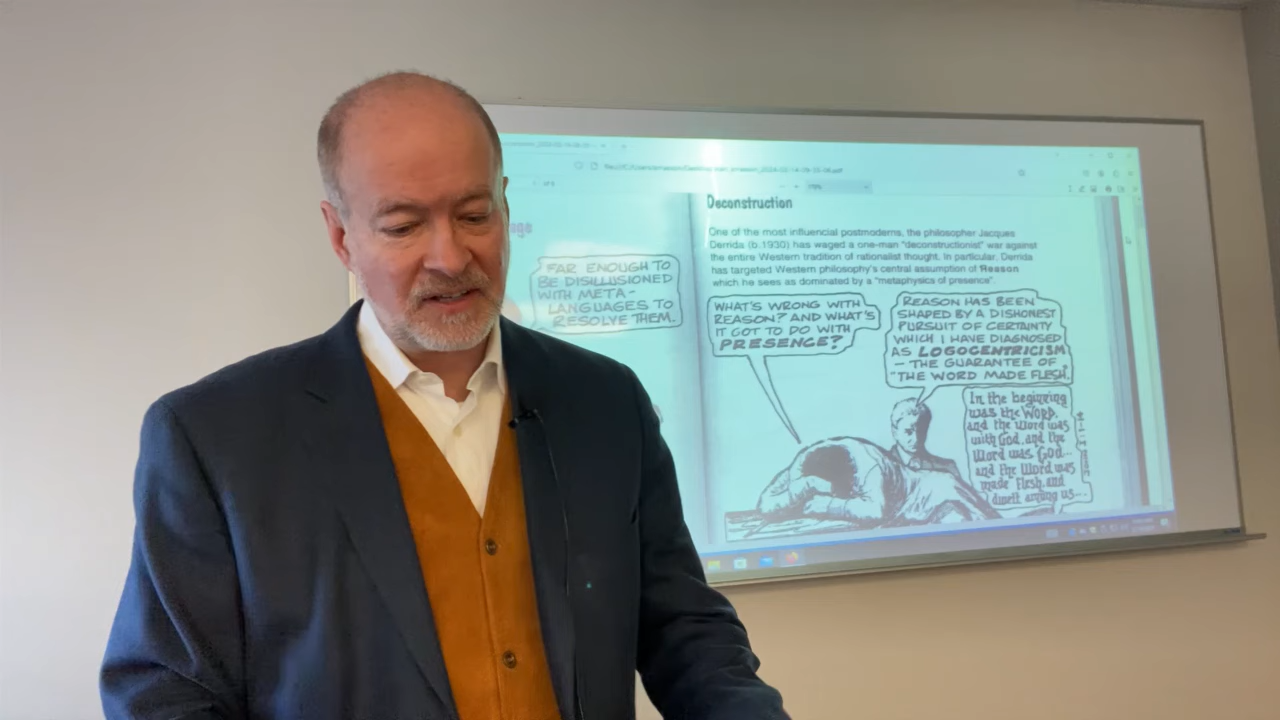 age
FAR ENOUGH TO
BE DISILLUSIONED
WITH META-
LANGUAGES TO
RESOLVE THEM.
Deconstruction
One of the most influencial postmoderns, the philosopher Jacques
Derrida (b.1930) has waged a one-man "deconstructionist" war against
the entire Western tradition of rationalist thought. In particular, Derrida
has targeted Western philosophy's central assumption of Reason
which he sees as dominated by a "metaphysics of presence".
WHAT'S WRONG WITH
REASON? AND WHAT'S
IT GOT TO DO WITH
PRESENCE?
REASON HAS BEEN
SHAPED BY A DISHONEST
PURSUIT OF CERTAINTY
WHICH I HAVE DIAGNOSED
AS LOGOCENTRICISM
– THE GUARANTEE OF
"THE WORD MADE FLESH."
In the beginning
was the WORD,
and the word was
with God, and the
Word was God...
and the Word was
made Flesh, and
dwelt among us...